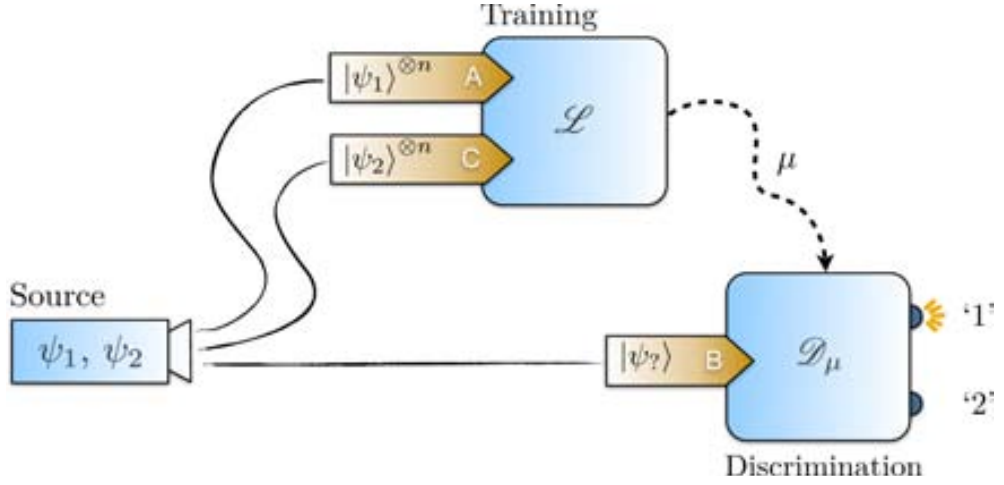 Training
|ψ₁⟩^⊗n A
ℒ
|ψ₂⟩^⊗n C
μ
Source
ψ₁, ψ₂
|ψ?⟩ B
𝒟μ
‘1’
‘2’
Discrimination